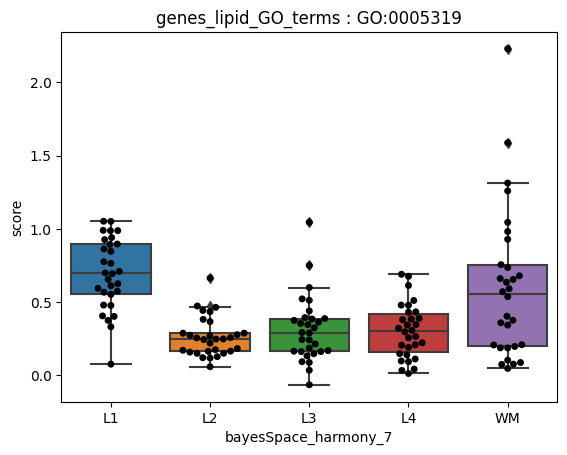 genes_lipid_GO_terms : GO:0005319
2.0
1.5
1.0
0.5
0.0
score
L1 L2 L3 L4 WM
bayesSpace_harmony_7